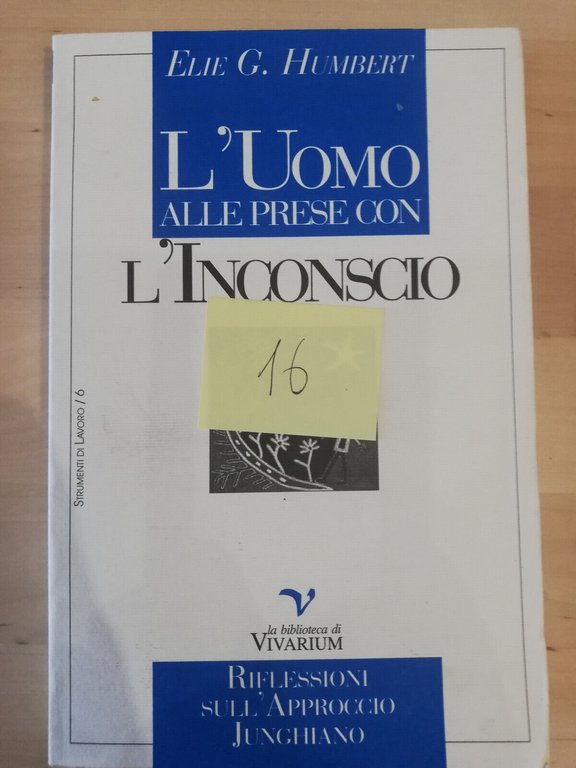 ELIE G. HUMBERT
L'UOMO
ALLE PRESE CON
L'INCONSCIO
16
STRUMENTI DI LAVORO / 6
la biblioteca di
VIVARIUM
RIFLESSIONI
SULL'APPROCCIO
JUNGHIANO